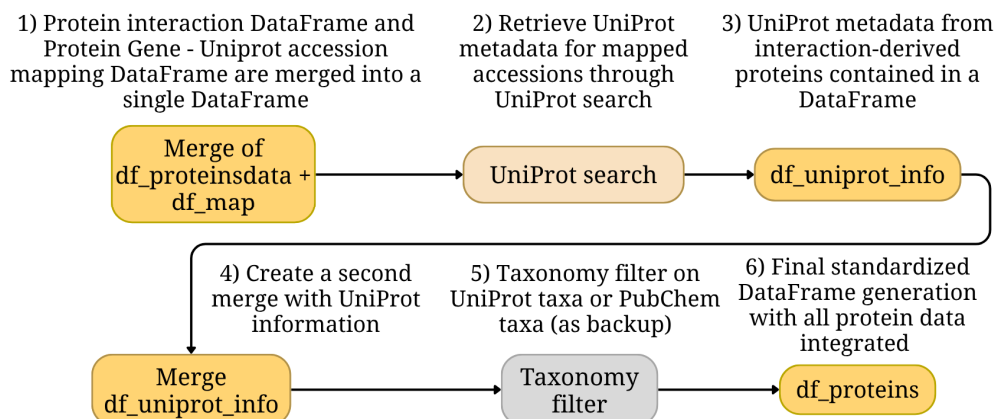 1) Protein interaction DataFrame and
Protein Gene - Uniprot accession
mapping DataFrame are merged into a
single DataFrame
2) Retrieve UniProt
metadata for mapped
accessions through
UniProt search
3) UniProt metadata from
interaction-derived
proteins contained in a
DataFrame
Merge of
df_proteinsdata +
df_map
UniProt search
df_uniprot_info
4) Create a second
merge with UniProt
information
5) Taxonomy filter on
UniProt taxa or PubChem
taxa (as backup)
6) Final standardized
DataFrame generation
with all protein data
integrated
Merge
df_uniprot_info
Taxonomy
filter
df_proteins